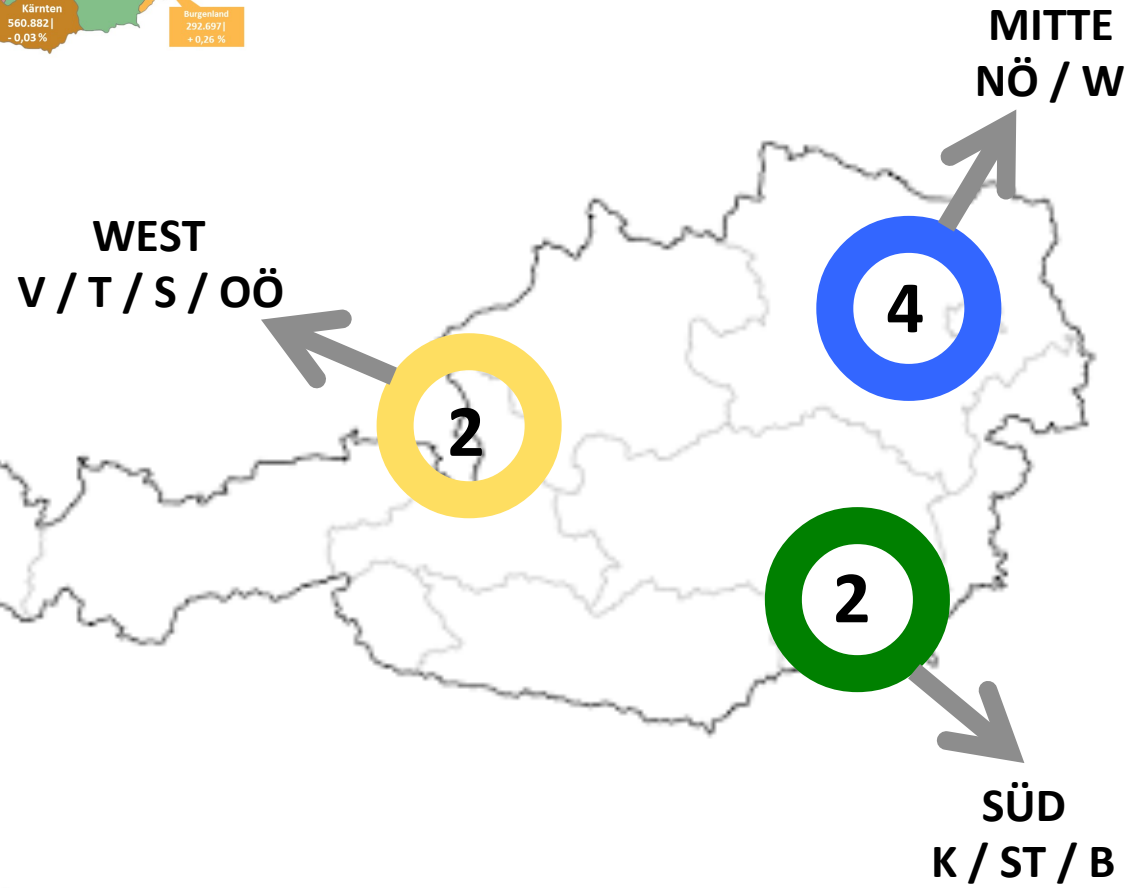 Kärnten
560.882|
- 0,03 %
Burgenland
292.697|
+ 0,26 %
MITTE
NÖ / W
WEST
V / T / S / OÖ
4
2
2
SÜD
K / ST / B